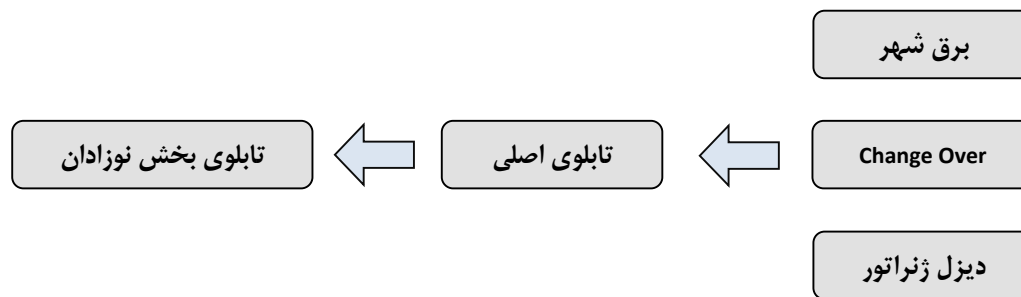 برق شهر
Change Over
تابلوی اصلی
تابلوی بخش نوزادان
دیزل ژنراتور